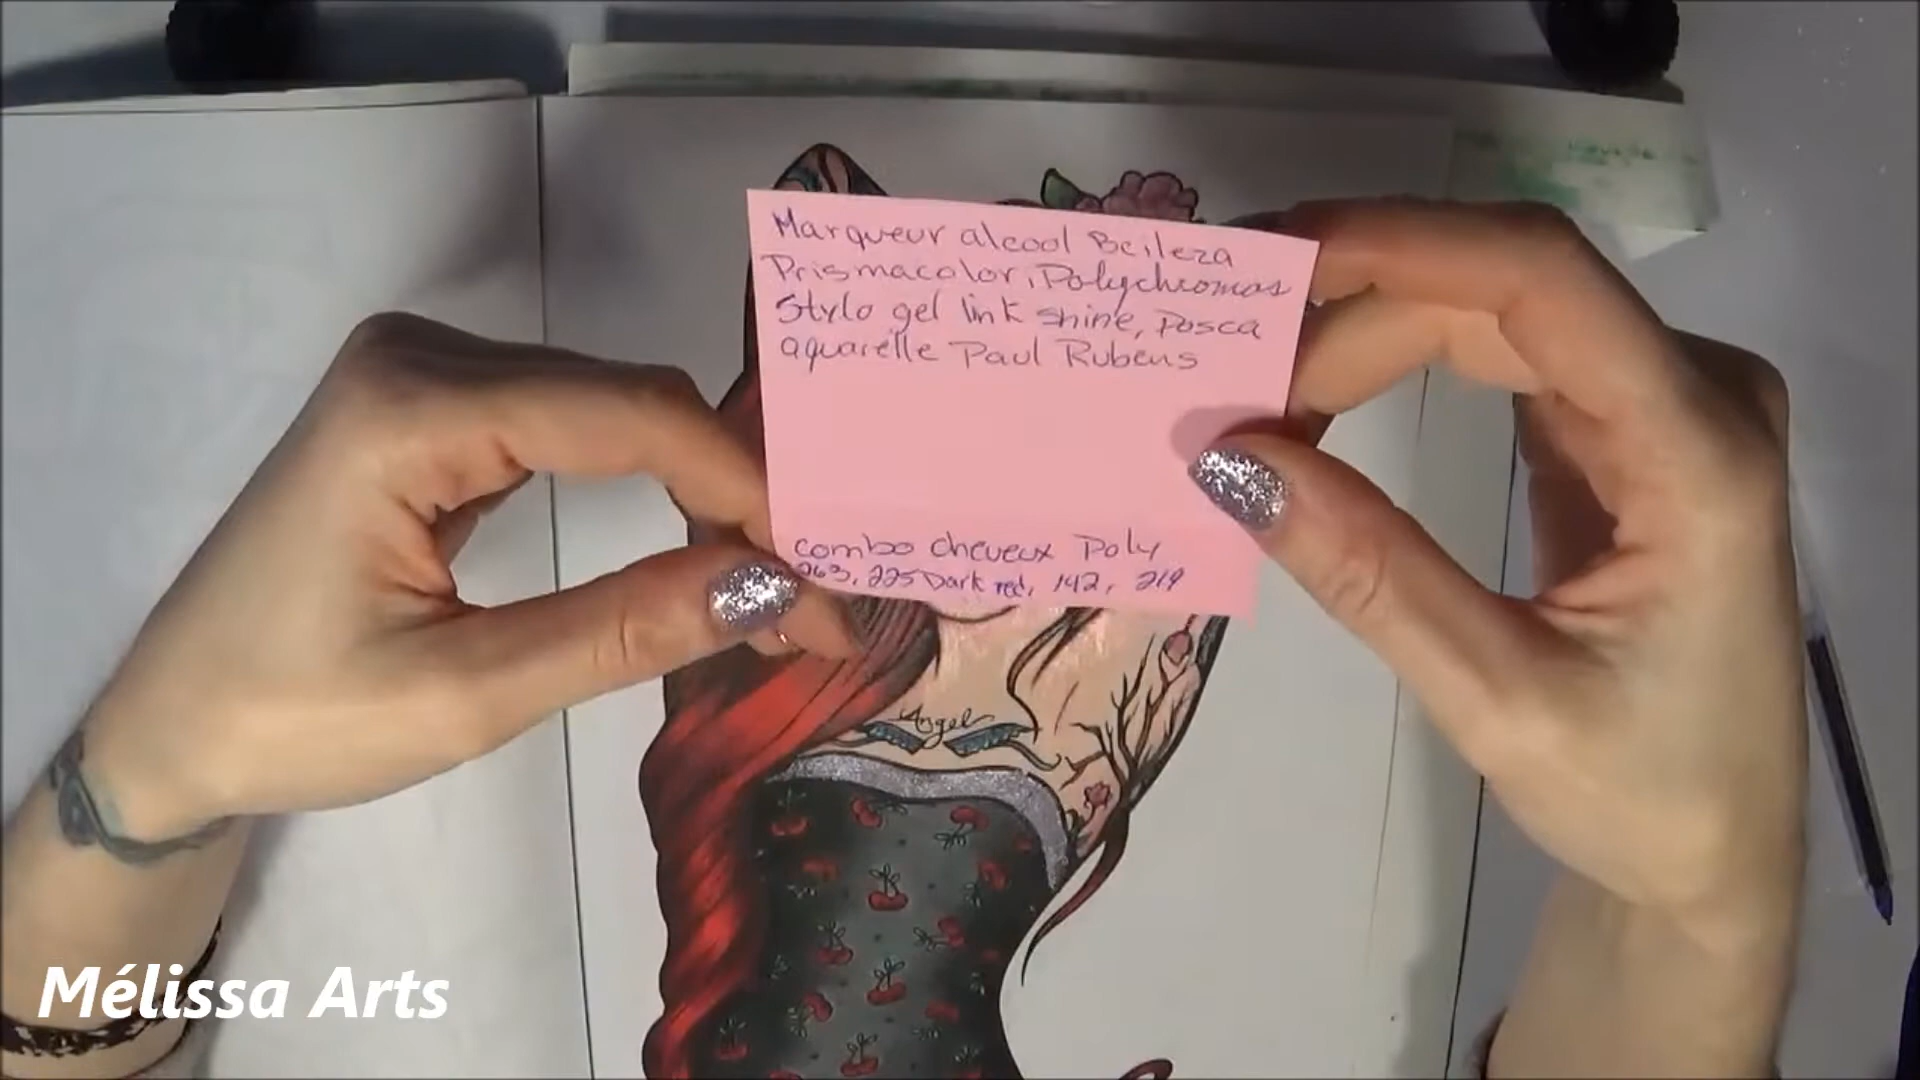 Marqueur alcool Beileza
Prismacolor, Polychromos
Stylo gel link shine, Posca
aquarelle Paul Rubens
combo cheveux Poly
263, 225 Dark red, 142, 219
Angel
Mélissa Arts